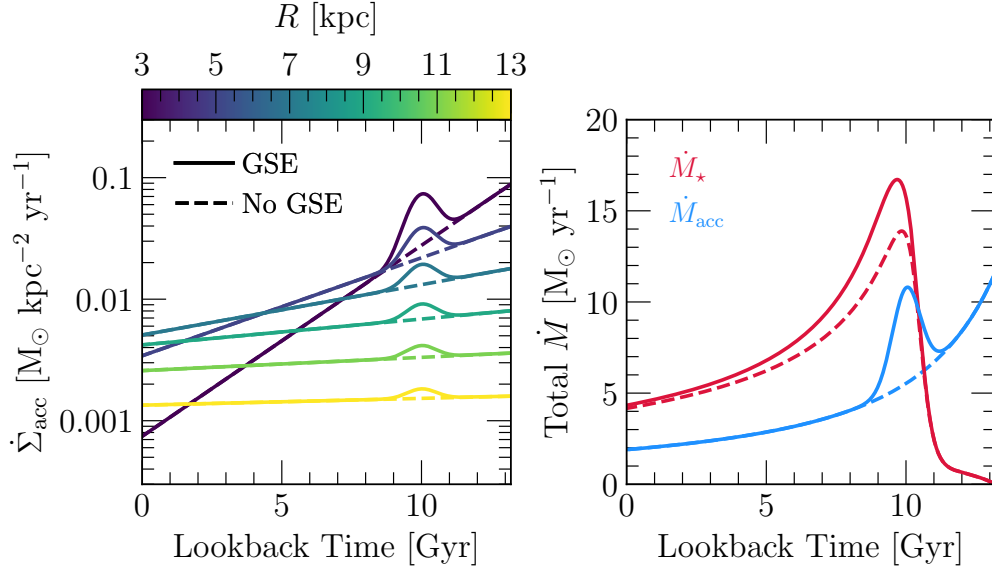 R [kpc]
3 5 7 9 11 13
GSE
No GSE
0.1
0.01
0.001
Σ̇acc [M⊙ kpc−2 yr−1]
0 5 10
Lookback Time [Gyr]
Ṁ⋆
Ṁacc
20
15
10
5
0
Total Ṁ [M⊙ yr−1]
0 5 10
Lookback Time [Gyr]